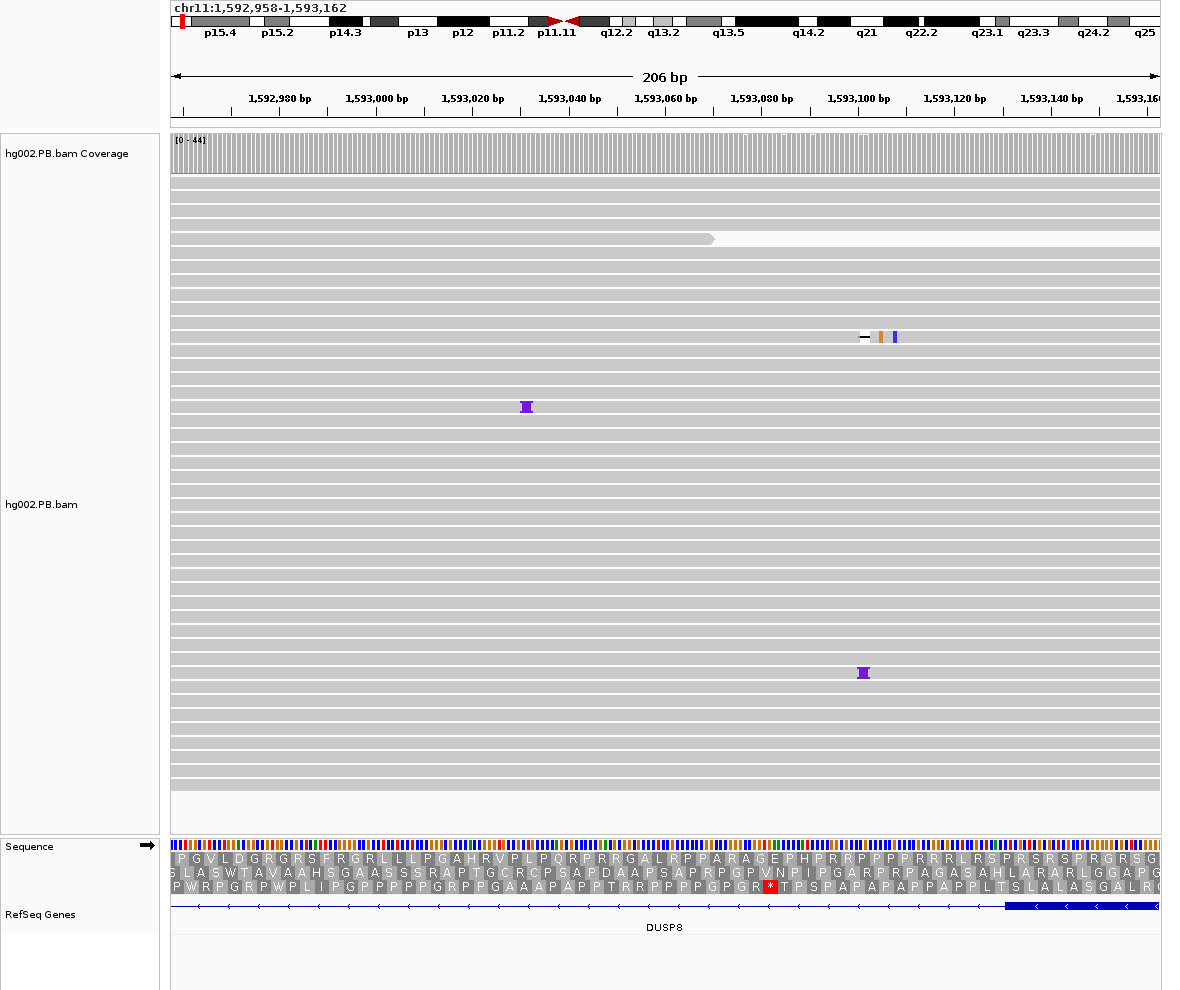 chr11:1,592,958-1,593,162
p15.4 p15.2 p14.3 p13 p12 p11.2 p11.11 q12.2 q13.2 q13.5 q14.2 q21 q22.2 q23.1 q23.3 q24.2 q25
206 bp
1,592,980 bp 1,593,000 bp 1,593,020 bp 1,593,040 bp 1,593,060 bp 1,593,080 bp 1,593,100 bp 1,593,120 bp 1,593,140 bp 1,593,160
[0 - 44]
hg002.PB.bam Coverage
hg002.PB.bam
Sequence
P G V L D G R G R S F R G R L L L P G A H R V P L P Q R P R R G A L R P P A R A G E P H P R R P P P P R R R L R S P R S R S P R G R S G
S L A S W T A V A A H S G A A S S S R A P T G C R C P S A P D A A P S A P R P G P V N P I P G A R P R P A G A S A H L A R A R L G G A P G
P W R P G R P W P L I P G P P P P G R P P G A A A P A P P T R R P P P P G P G R * T P S P A P A P A P P A P P L T S L A L A S G A L R
RefSeq Genes
DUSP8